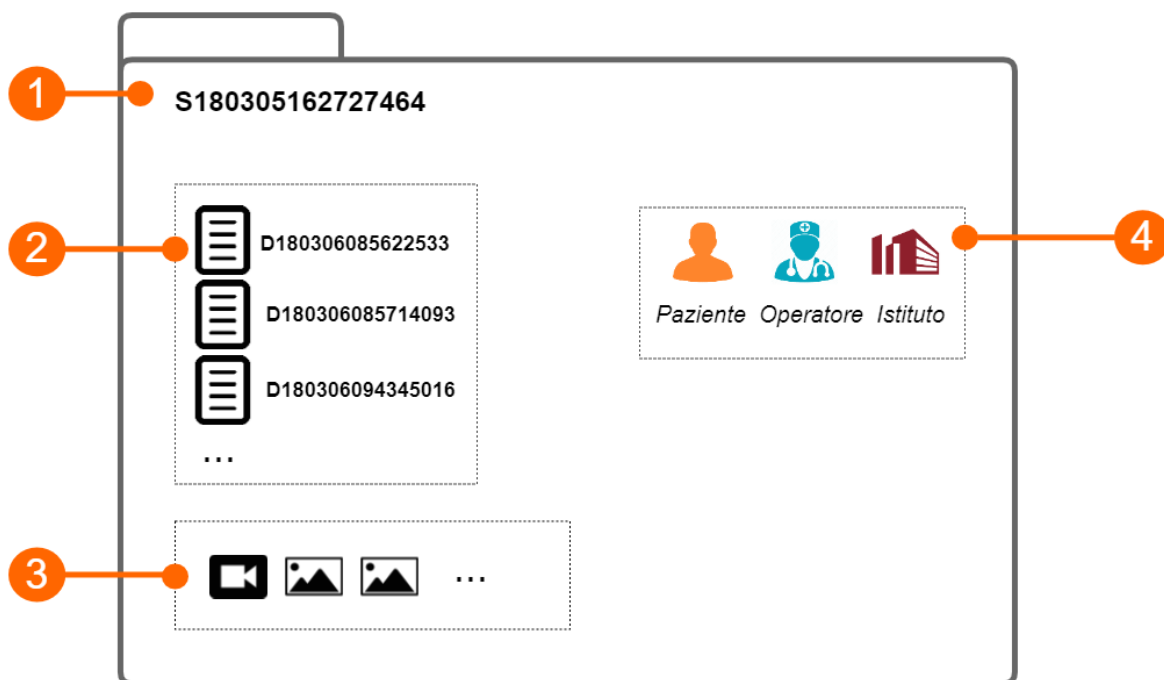 1
S180305162727464
2
D180306085622533
D180306085714093
D180306094345016
...
3
...
4
Paziente Operatore Istituto